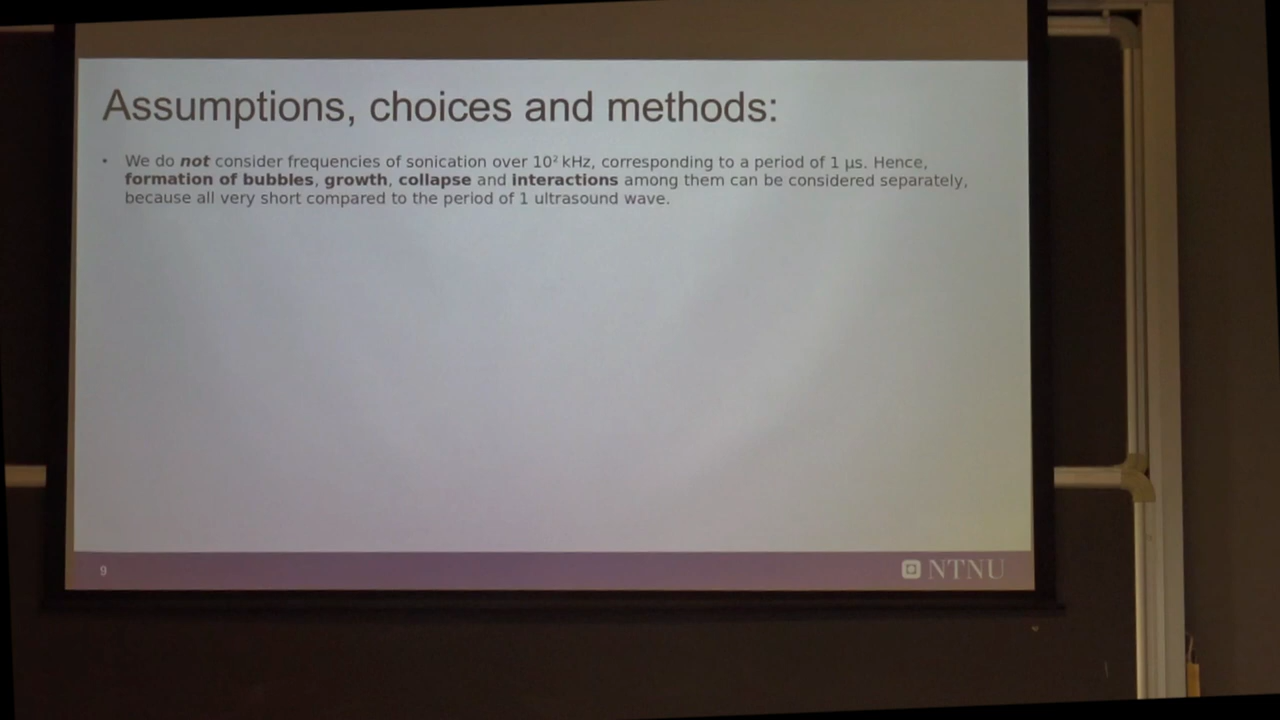 Assumptions, choices and methods:
• We do not consider frequencies of sonication over 10² kHz, corresponding to a period of 1 µs. Hence,
formation of bubbles, growth, collapse and interactions among them can be considered separately,
because all very short compared to the period of 1 ultrasound wave.
9
NTNU